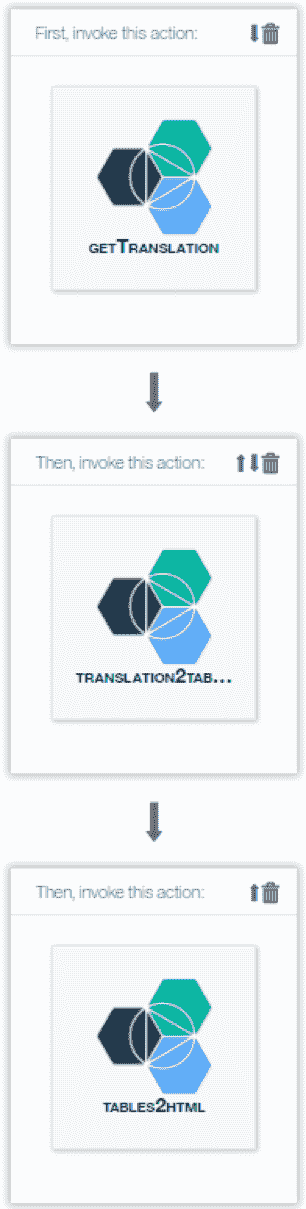 First, invoke this action:
getTranslation
Then, invoke this action:
translation2tab...
Then, invoke this action:
tables2html